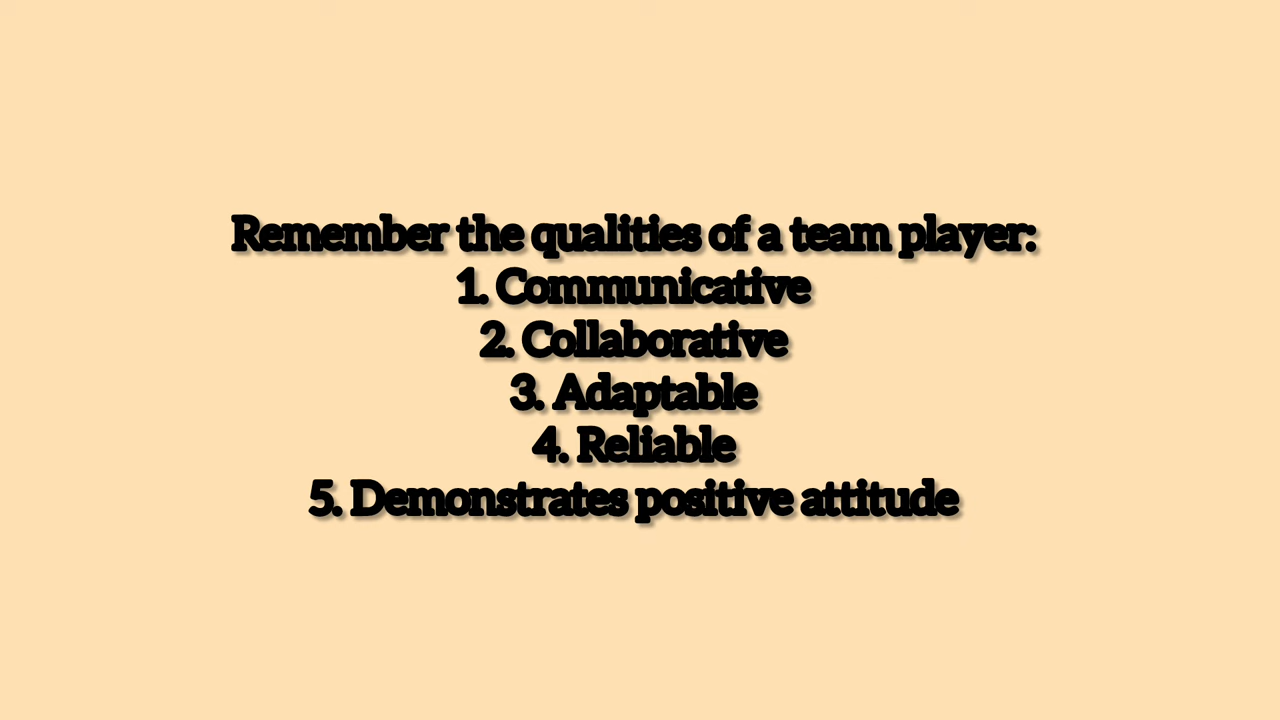 Remember the qualities of a team player:
1. Communicative
2. Collaborative
3. Adaptable
4. Reliable
5. Demonstrates positive attitude